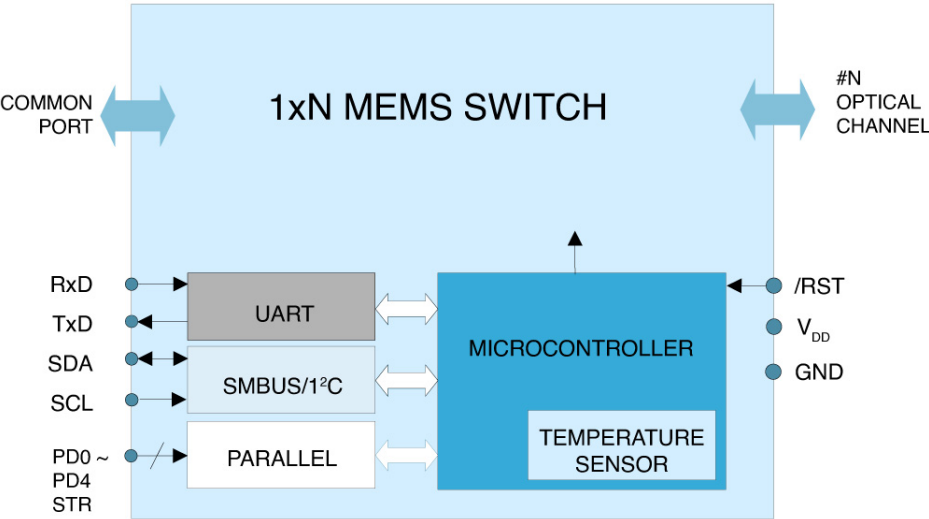 1xN MEMS SWITCH
COMMON
PORT
#N
OPTICAL
CHANNEL
RxD
TxD
SDA
SCL
PD0 ~
PD4
STR
UART
SMBUS/1²C
PARALLEL
MICROCONTROLLER
TEMPERATURE
SENSOR
/RST
VDD
GND